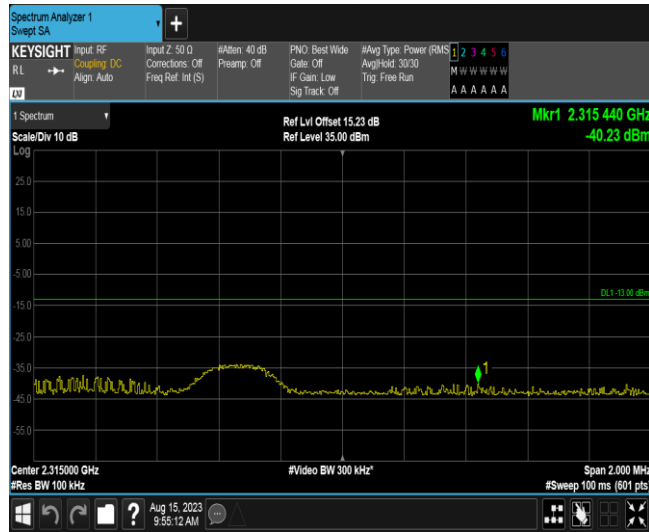 Spectrum Analyzer 1
Swept SA
+
KEYSIGHT Input: RF Input Z: 50 Ω #Atten: 40 dB PNO: Best Wide #Avg Type: Power (RMS 1 2 3 4 5 6
RL Coupling: DC Corrections: Off Preamp: Off Gate: Off Avg|Hold: 30/30 M W W W W W
Align: Auto Freq Ref: Int (S) IF Gain: Low Trig: Free Run
LXI Sig Track: Off A A A A A A
1 Spectrum Ref Lvl Offset 15.23 dB Mkr1 2.315 440 GHz
Scale/Div 10 dB Ref Level 35.00 dBm -40.23 dBm
Log
25.0
15.0
5.00
-5.00
DL1 -13.00 dBm
-15.0
-25.0
-35.0
1
-45.0
-55.0
Center 2.315000 GHz #Video BW 300 kHz* Span 2.000 MHz
#Res BW 100 kHz #Sweep 100 ms (601 pts)
? Aug 15, 2023
9:55:12 AM